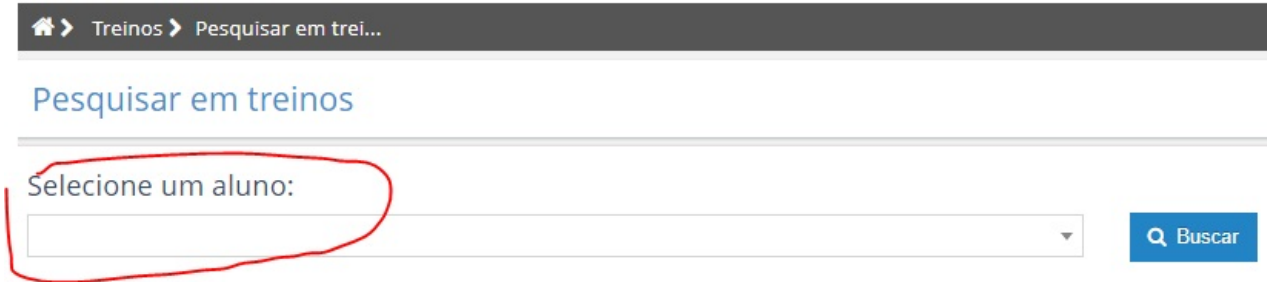 Treinos Pesquisar em trei...
Pesquisar em treinos
Selecione um aluno:
Buscar